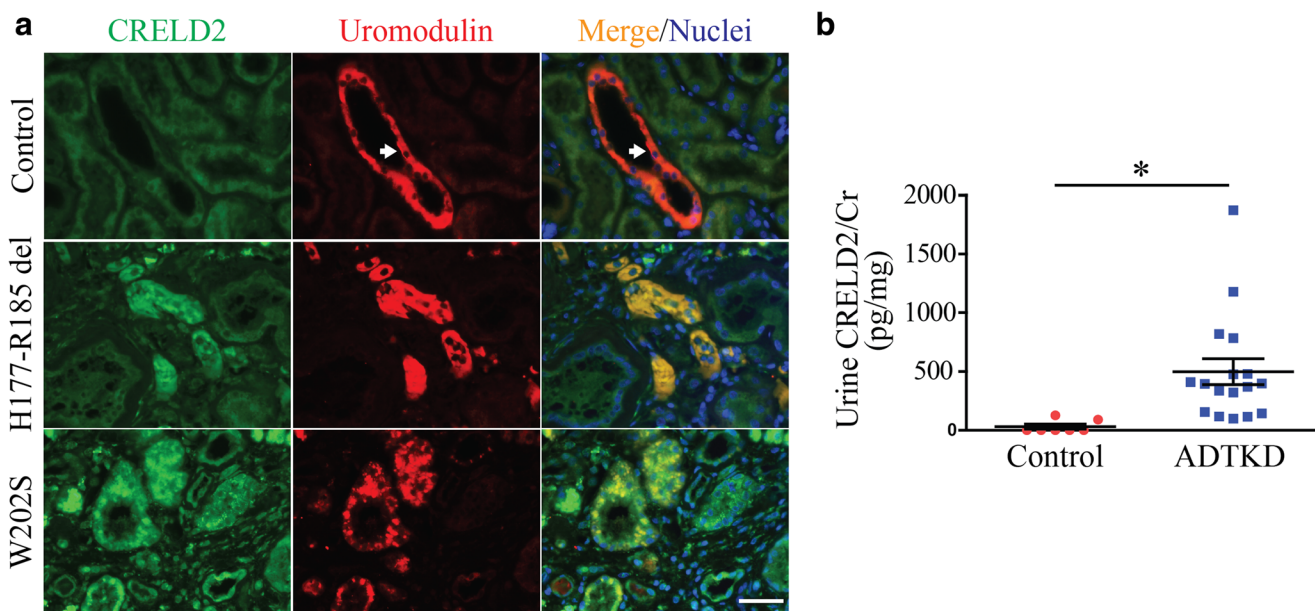 a
CRELD2
Uromodulin
Merge/Nuclei
Control
H177-R185 del
W202S
b
*
Urine CRELD2/Cr
(pg/mg)
2000
1500
1000
500
0
Control
ADTKD